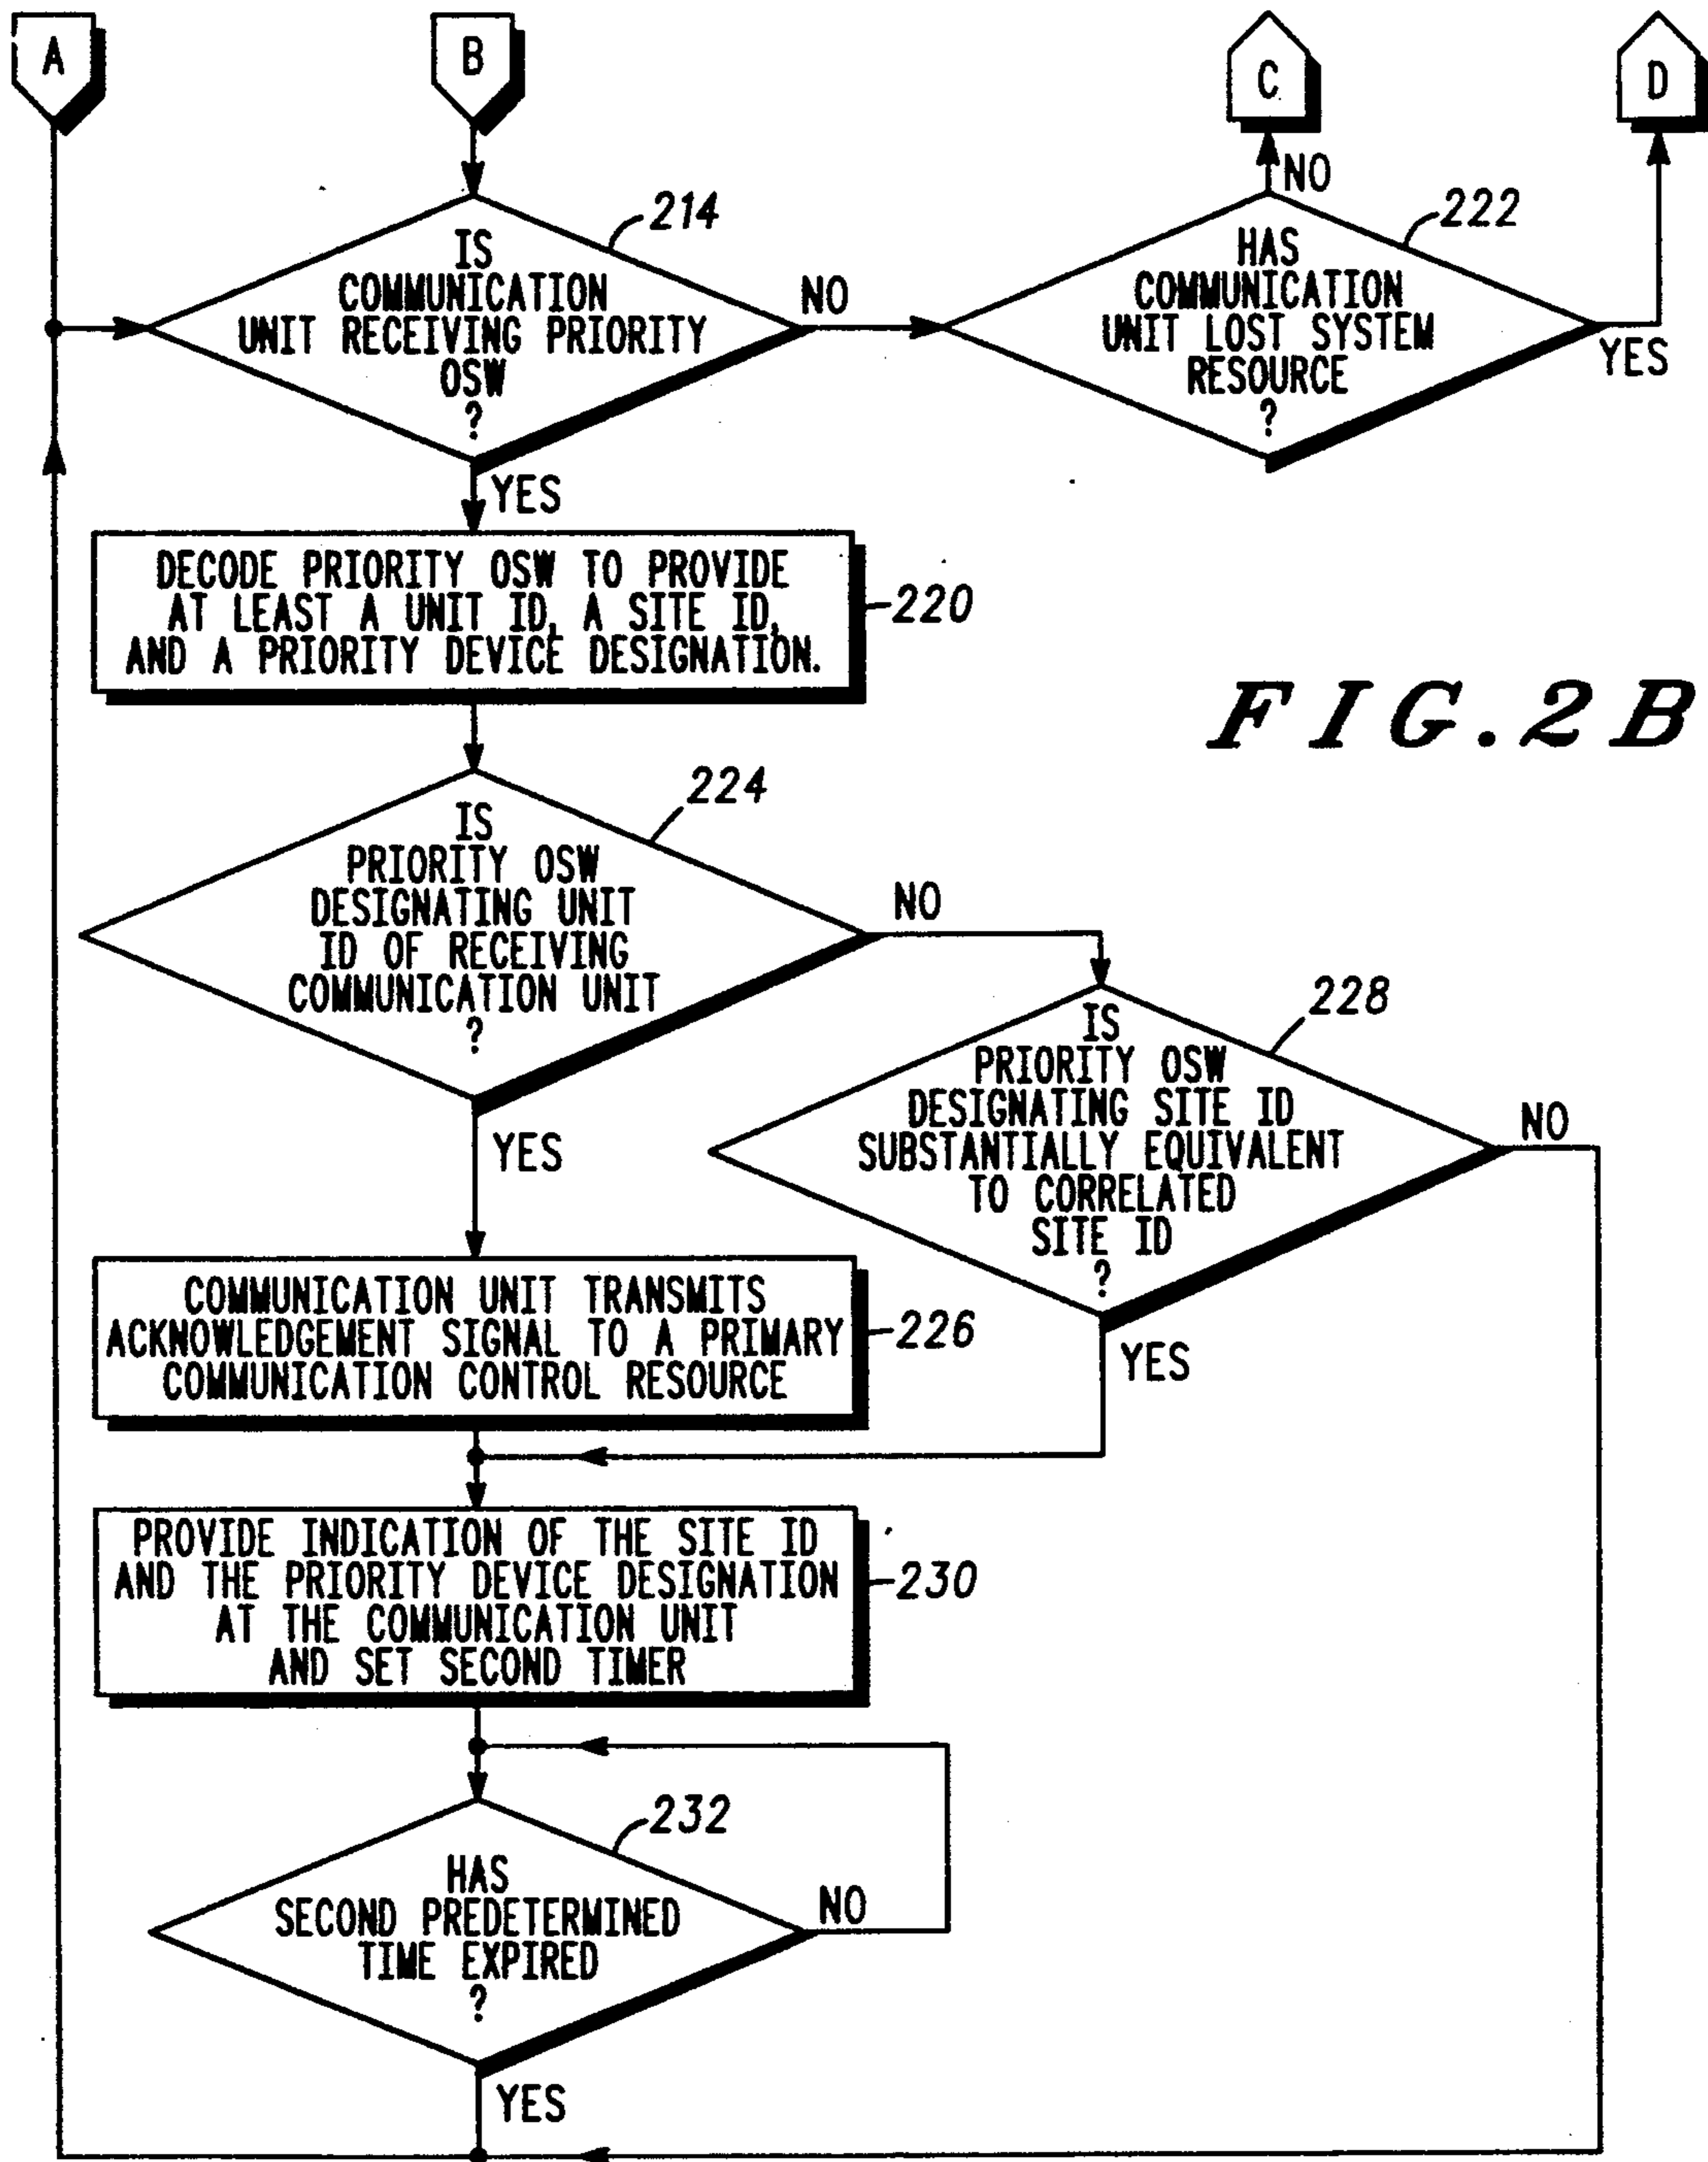 A
B
C
D
NO
214
222
IS
COMMUNICATION
UNIT RECEIVING PRIORITY
OSW
?
NO
HAS
COMMUNICATION
UNIT LOST SYSTEM
RESOURCE
?
YES
YES
DECODE PRIORITY OSW TO PROVIDE
AT LEAST A UNIT ID, A SITE ID,
AND A PRIORITY DEVICE DESIGNATION.
220
FIG.2B
224
IS
PRIORITY OSW
DESIGNATING UNIT
ID OF RECEIVING
COMMUNICATION UNIT
?
NO
228
IS
PRIORITY OSW
DESIGNATING SITE ID
SUBSTANTIALLY EQUIVALENT
TO CORRELATED
SITE ID
?
NO
YES
YES
COMMUNICATION UNIT TRANSMITS
ACKNOWLEDGEMENT SIGNAL TO A PRIMARY
COMMUNICATION CONTROL RESOURCE
226
PROVIDE INDICATION OF THE SITE ID
AND THE PRIORITY DEVICE DESIGNATION
AT THE COMMUNICATION UNIT
AND SET SECOND TIMER
230
232
HAS
SECOND PREDETERMINED
TIME EXPIRED
?
NO
YES